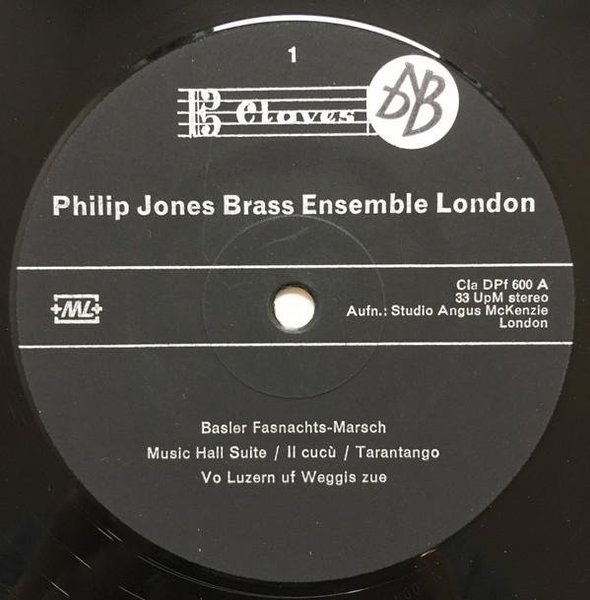 1
Claves
Philip Jones Brass Ensemble London
+ML+
Cla DPf 600 A
33 UpM stereo
Aufn.: Studio Angus McKenzie
London
Basler Fasnachts-Marsch
Music Hall Suite / Il cucù / Tarantango
Vo Luzern uf Weggis zue